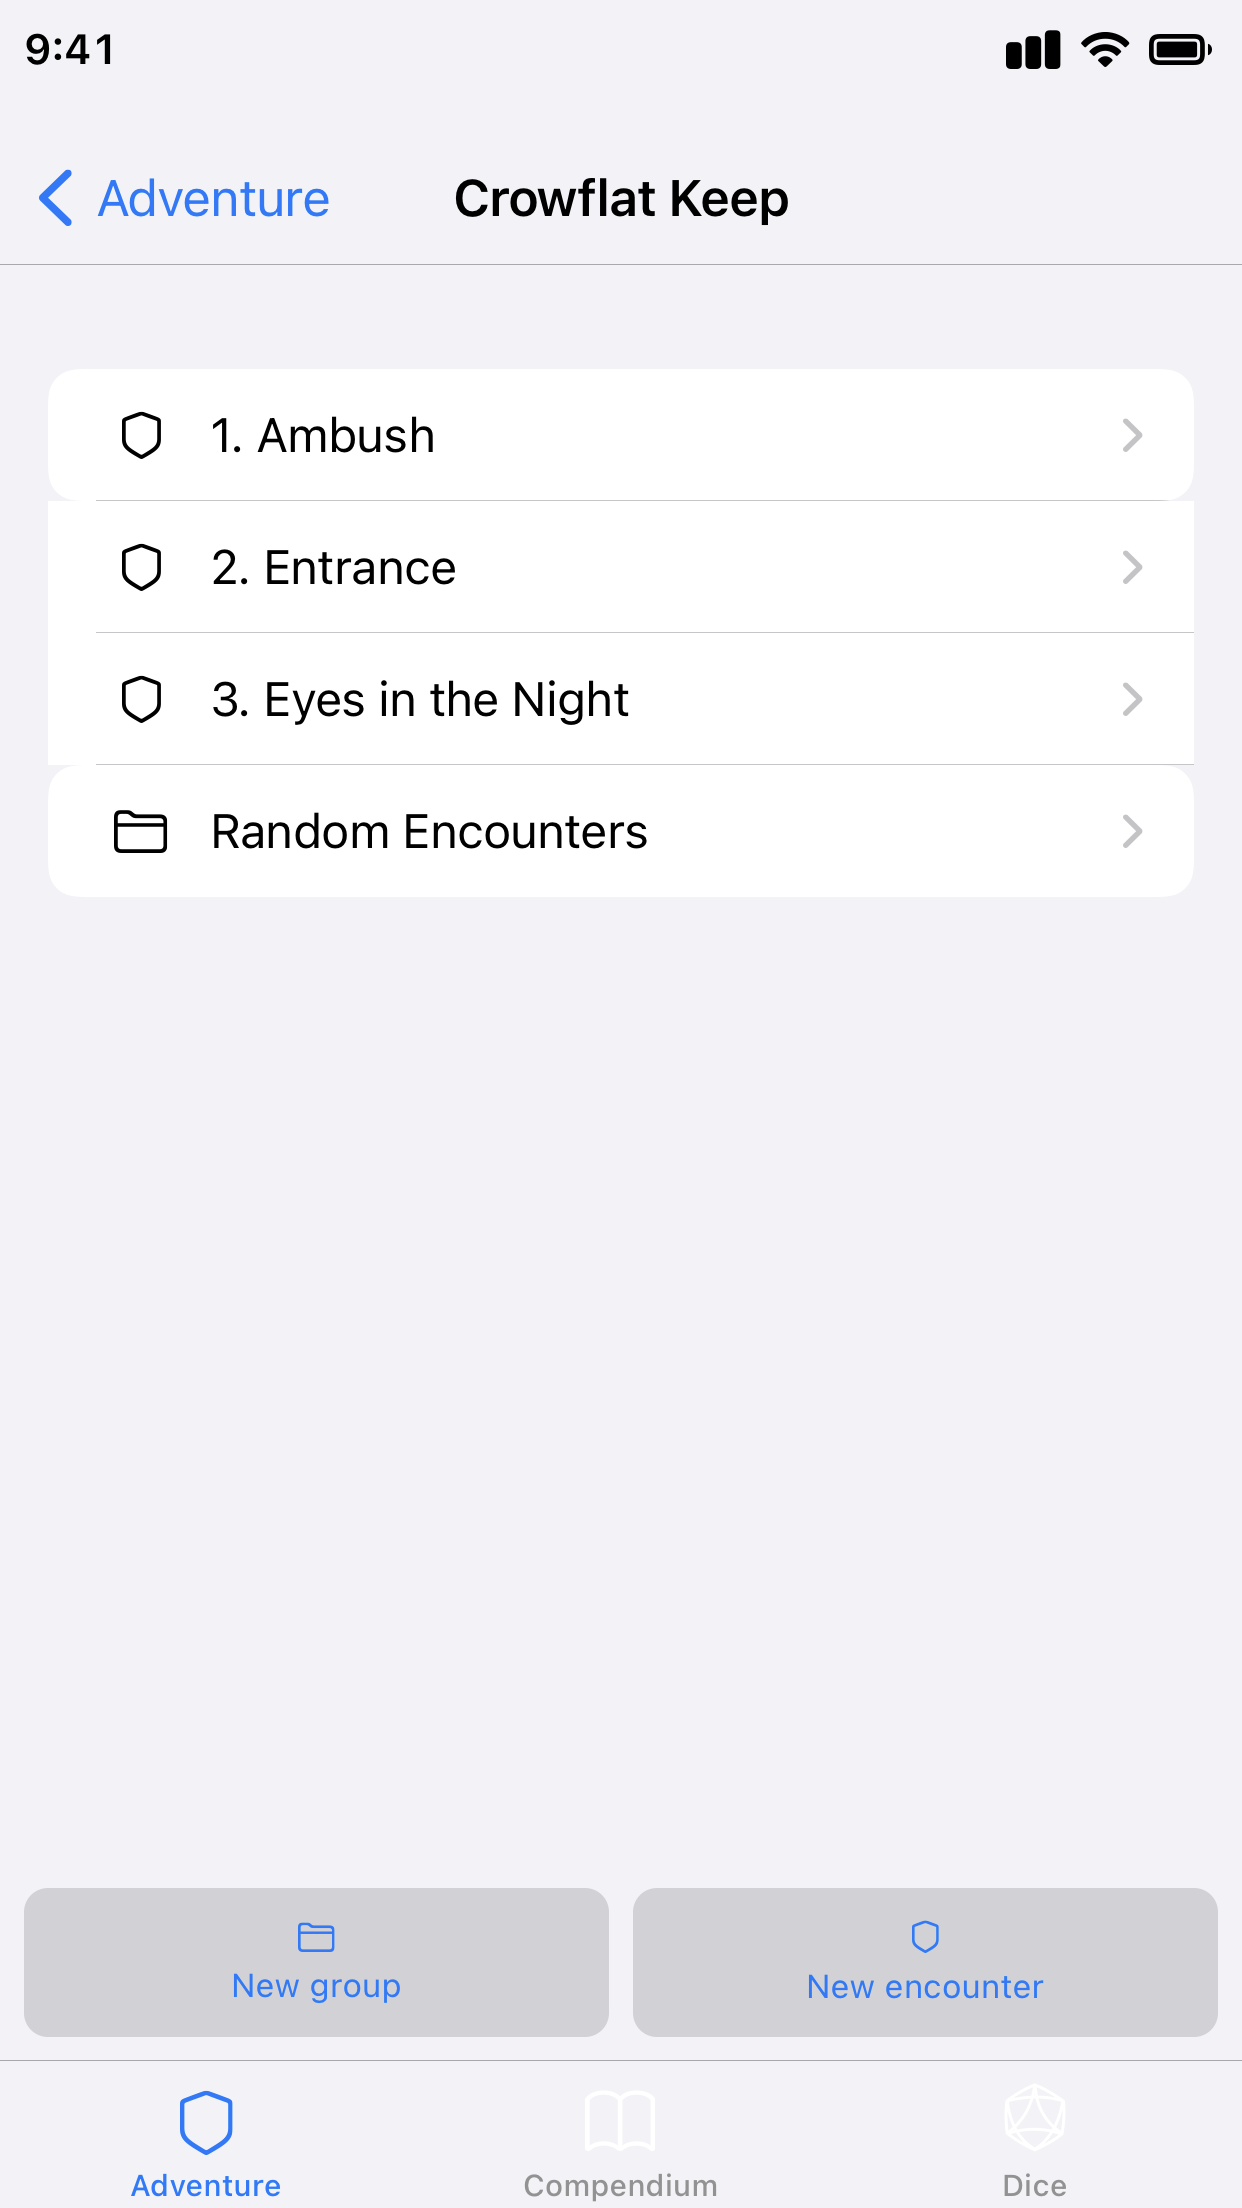 9:41
Adventure
Crowflat Keep
1. Ambush
2. Entrance
3. Eyes in the Night
Random Encounters
New group
New encounter
Adventure
Compendium
Dice